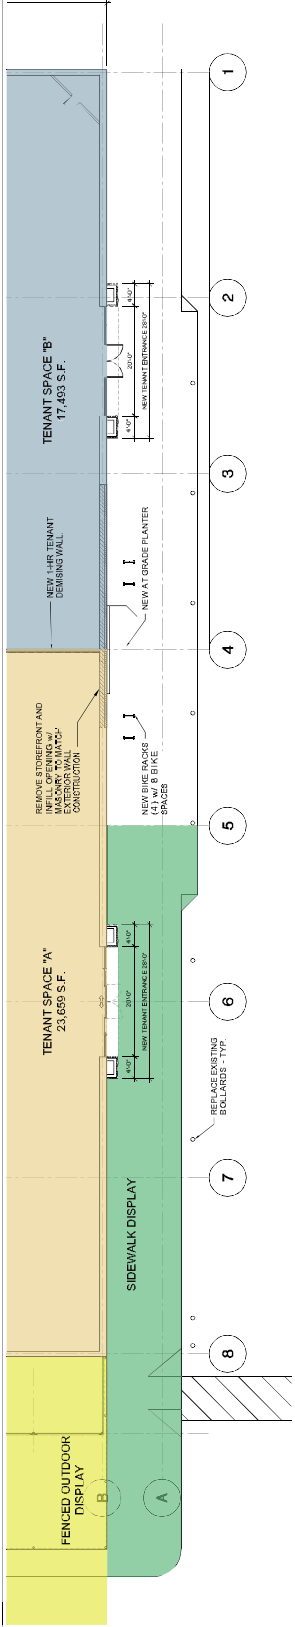 1
2
3
4
5
6
7
8
TENANT SPACE "B"
17,493 S.F.
4'-0"
20'-0"
4'-0"
NEW TENANT ENTRANCE 28'-0"
NEW 1-HR TENANT
DEMISING WALL
NEW AT GRADE PLANTER
REMOVE STOREFRONT AND
INFILL OPENING w/
MASONRY TO MATCH
EXTERIOR WALL
CONSTRUCTION
NEW BIKE RACKS
(4) w/ 8 BIKE
SPACES
TENANT SPACE "A"
23,659 S.F.
4'-0"
20'-0"
4'-0"
NEW TENANT ENTRANCE 28'-0"
REPLACE EXISTING
BOLLARDS - TYP.
SIDEWALK DISPLAY
FENCED OUTDOOR
DISPLAY
B
A